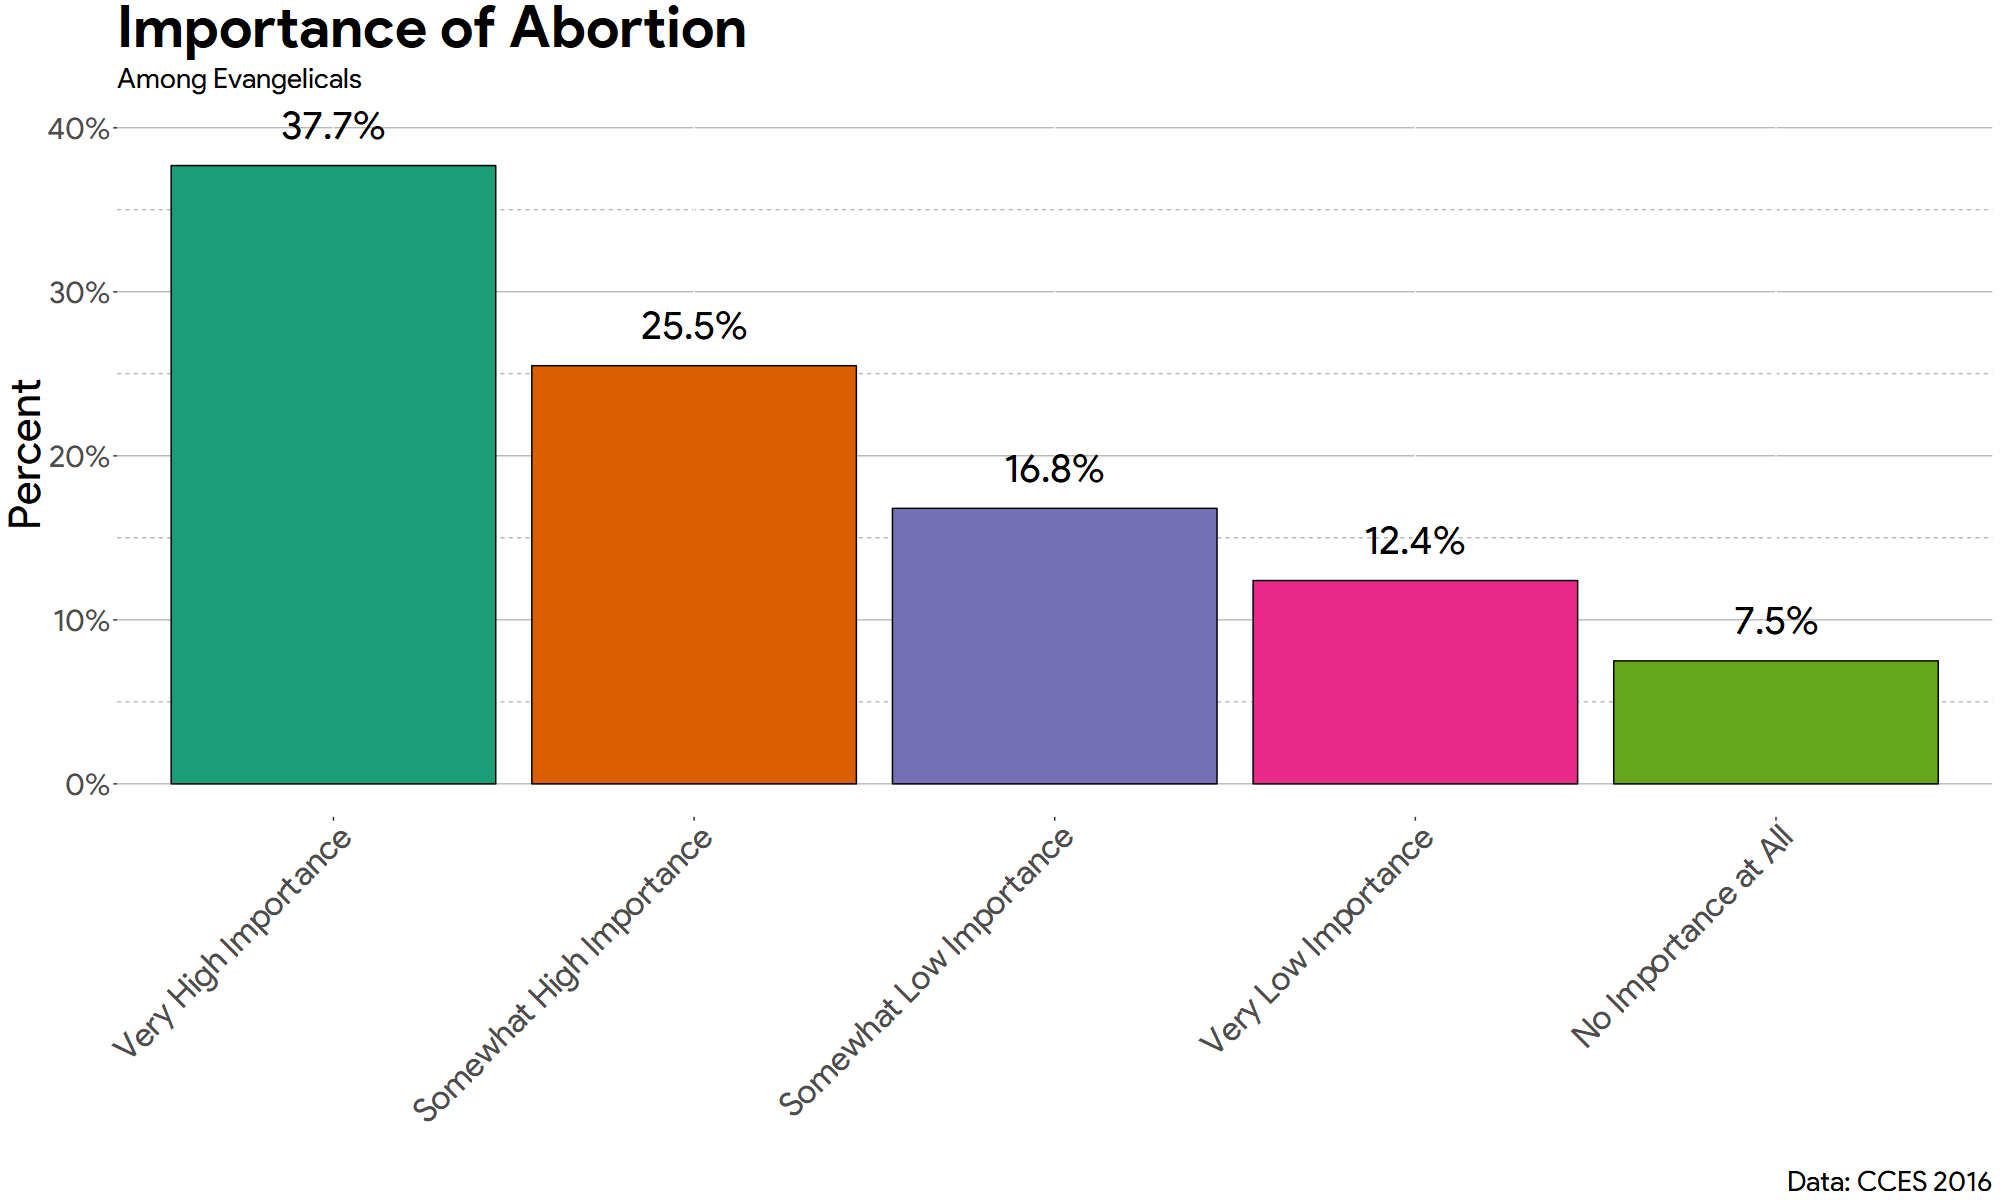 Importance of Abortion
Among Evangelicals
Percent
40%
30%
20%
10%
0%
37.7%
25.5%
16.8%
12.4%
7.5%
Very High Importance
Somewhat High Importance
Somewhat Low Importance
Very Low Importance
No Importance at All
Data: CCES 2016